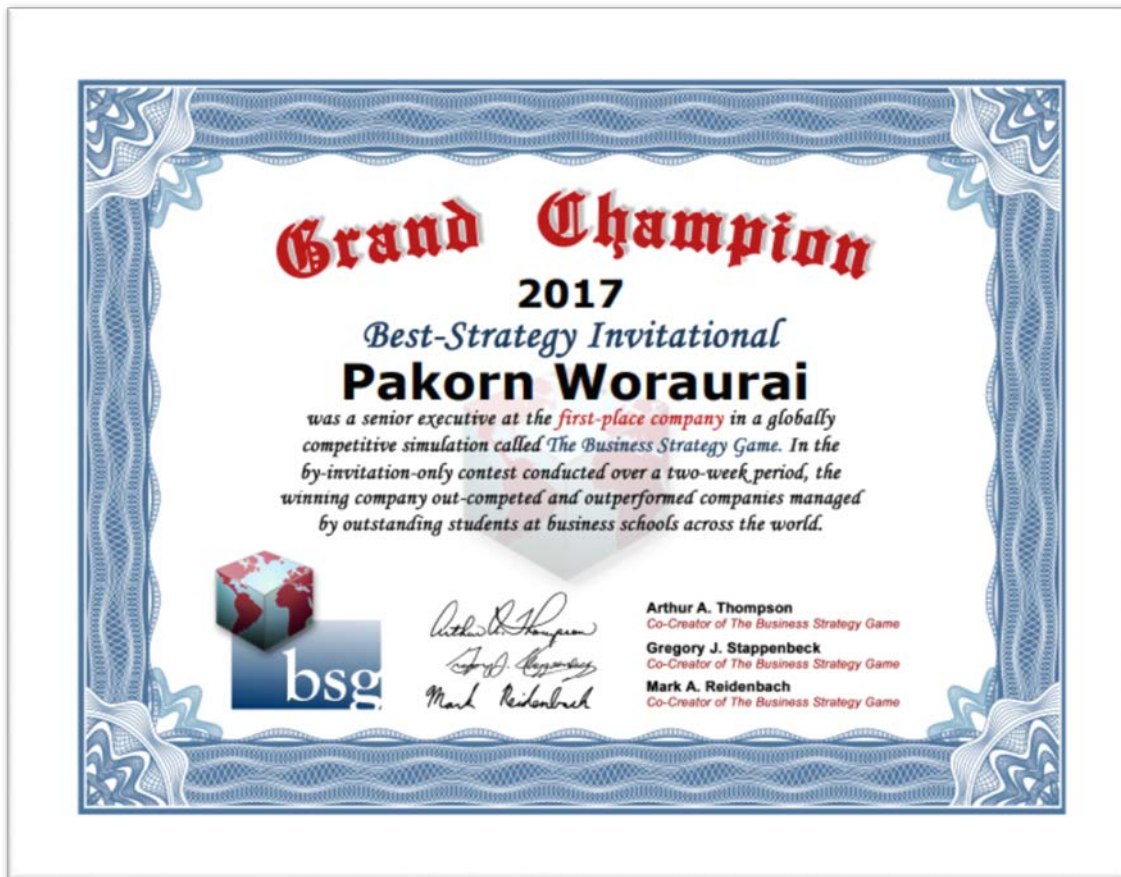 Grand Champion
2017
Best-Strategy Invitational
Pakorn Woraurai
was a senior executive at the first-place company in a globally
competitive simulation called The Business Strategy Game. In the
by-invitation-only contest conducted over a two-week period, the
winning company out-competed and outperformed companies managed
by outstanding students at business schools across the world.
bsg
Arthur A. Thompson
Mark Reidenbach
Arthur A. Thompson
Co-Creator of The Business Strategy Game
Gregory J. Stappenbeck
Co-Creator of The Business Strategy Game
Mark A. Reidenbach
Co-Creator of The Business Strategy Game